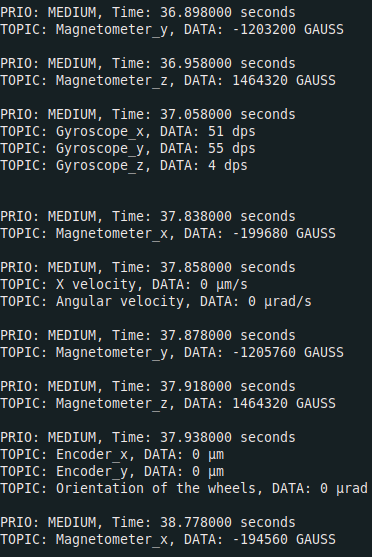 PRIO: MEDIUM, Time: 36.898000 seconds
TOPIC: Magnetometer_y, DATA: -1203200 GAUSS
PRIO: MEDIUM, Time: 36.958000 seconds
TOPIC: Magnetometer_z, DATA: 1464320 GAUSS
PRIO: MEDIUM, Time: 37.058000 seconds
TOPIC: Gyroscope_x, DATA: 51 dps
TOPIC: Gyroscope_y, DATA: 55 dps
TOPIC: Gyroscope_z, DATA: 4 dps
PRIO: MEDIUM, Time: 37.838000 seconds
TOPIC: Magnetometer_x, DATA: -199680 GAUSS
PRIO: MEDIUM, Time: 37.858000 seconds
TOPIC: X velocity, DATA: 0 µm/s
TOPIC: Angular velocity, DATA: 0 µrad/s
PRIO: MEDIUM, Time: 37.878000 seconds
TOPIC: Magnetometer_y, DATA: -1205760 GAUSS
PRIO: MEDIUM, Time: 37.918000 seconds
TOPIC: Magnetometer_z, DATA: 1464320 GAUSS
PRIO: MEDIUM, Time: 37.938000 seconds
TOPIC: Encoder_x, DATA: 0 µm
TOPIC: Encoder_y, DATA: 0 µm
TOPIC: Orientation of the wheels, DATA: 0 µrad
PRIO: MEDIUM, Time: 38.778000 seconds
TOPIC: Magnetometer_x, DATA: -194560 GAUSS